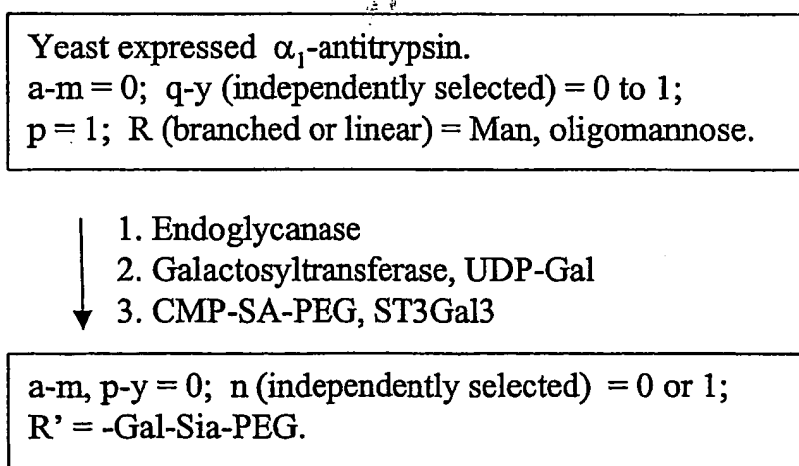 Yeast expressed α₁-antitrypsin.
a-m = 0; q-y (independently selected) = 0 to 1;
p = 1; R (branched or linear) = Man, oligomannose.
1. Endoglycanase
2. Galactosyltransferase, UDP-Gal
3. CMP-SA-PEG, ST3Gal3
a-m, p-y = 0; n (independently selected) = 0 or 1;
R’ = -Gal-Sia-PEG.